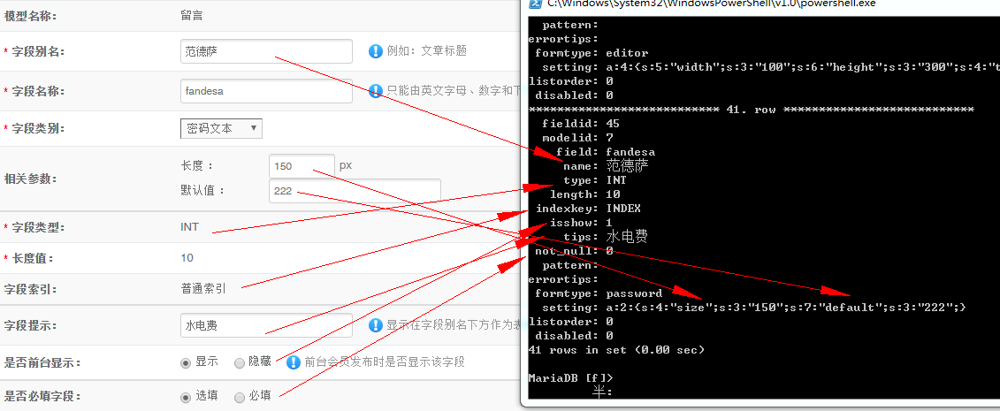 模型名称： 留言
* 字段别名： 范德萨 例如：文章标题
* 字段名称： fandesa 只能由英文字母、数字和下
* 字段类别： 密码文本
相关参数：
长度： 150 px
默认值： 222
* 字段类型： INT
* 长度值： 10
字段索引： 普通索引
字段提示： 水电费 显示在字段别名下方作为表
是否前台显示： 显示 隐藏 前台会员发布时是否显示该字段
是否必填字段： 选填 必填
C:\Windows\System32\WindowsPowerShell\v1.0\powershell.exe
pattern:
errortips:
formtype: editor
setting: a:4:{s:5:"width";s:3:"100";s:6:"height";s:3:"300";s:4:"t
listorder: 0
disabled: 0
*************************** 41. row ***************************
fieldid: 45
modelid: 7
field: fandesa
name: 范德萨
type: INT
length: 10
indexkey: INDEX
isshow: 1
tips: 水电费
not_null: 0
pattern:
errortips:
formtype: password
setting: a:2:{s:4:"size";s:3:"150";s:7:"default";s:3:"222";}
listorder: 0
disabled: 0
41 rows in set (0.00 sec)
MariaDB [f]>
半: